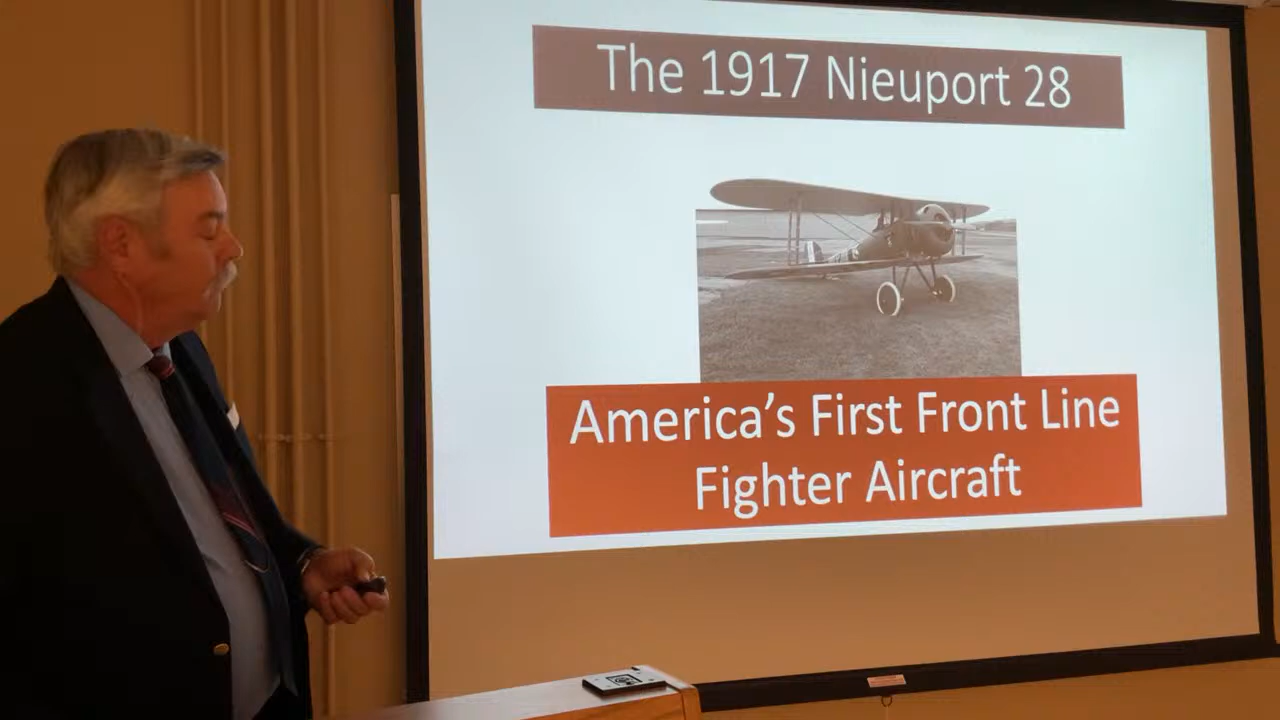 The 1917 Nieuport 28
America's First Front Line
Fighter Aircraft